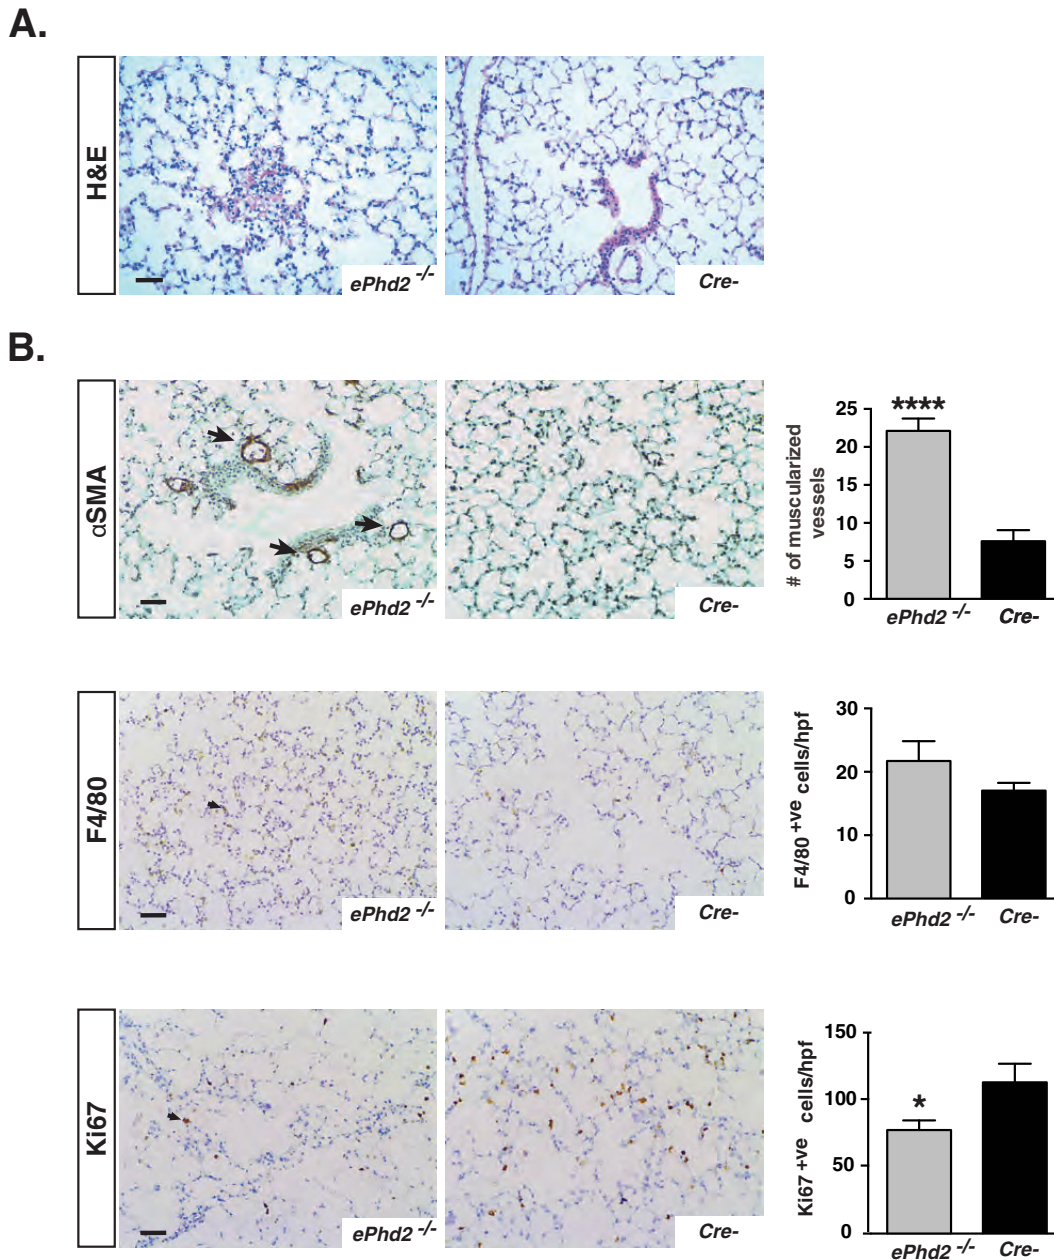 A.
H&E
ePhd2 -/-
Cre-
B.
αSMA
ePhd2 -/-
Cre-
# of muscularized
vessels
25
20
15
10
5
0
****
ePhd2 -/-
Cre-
F4/80
ePhd2 -/-
Cre-
F4/80 +ve cells/hpf
30
20
10
0
ePhd2 -/-
Cre-
Ki67
ePhd2 -/-
Cre-
Ki67 +ve cells/hpf
150
100
50
0
*
ePhd2 -/-
Cre-